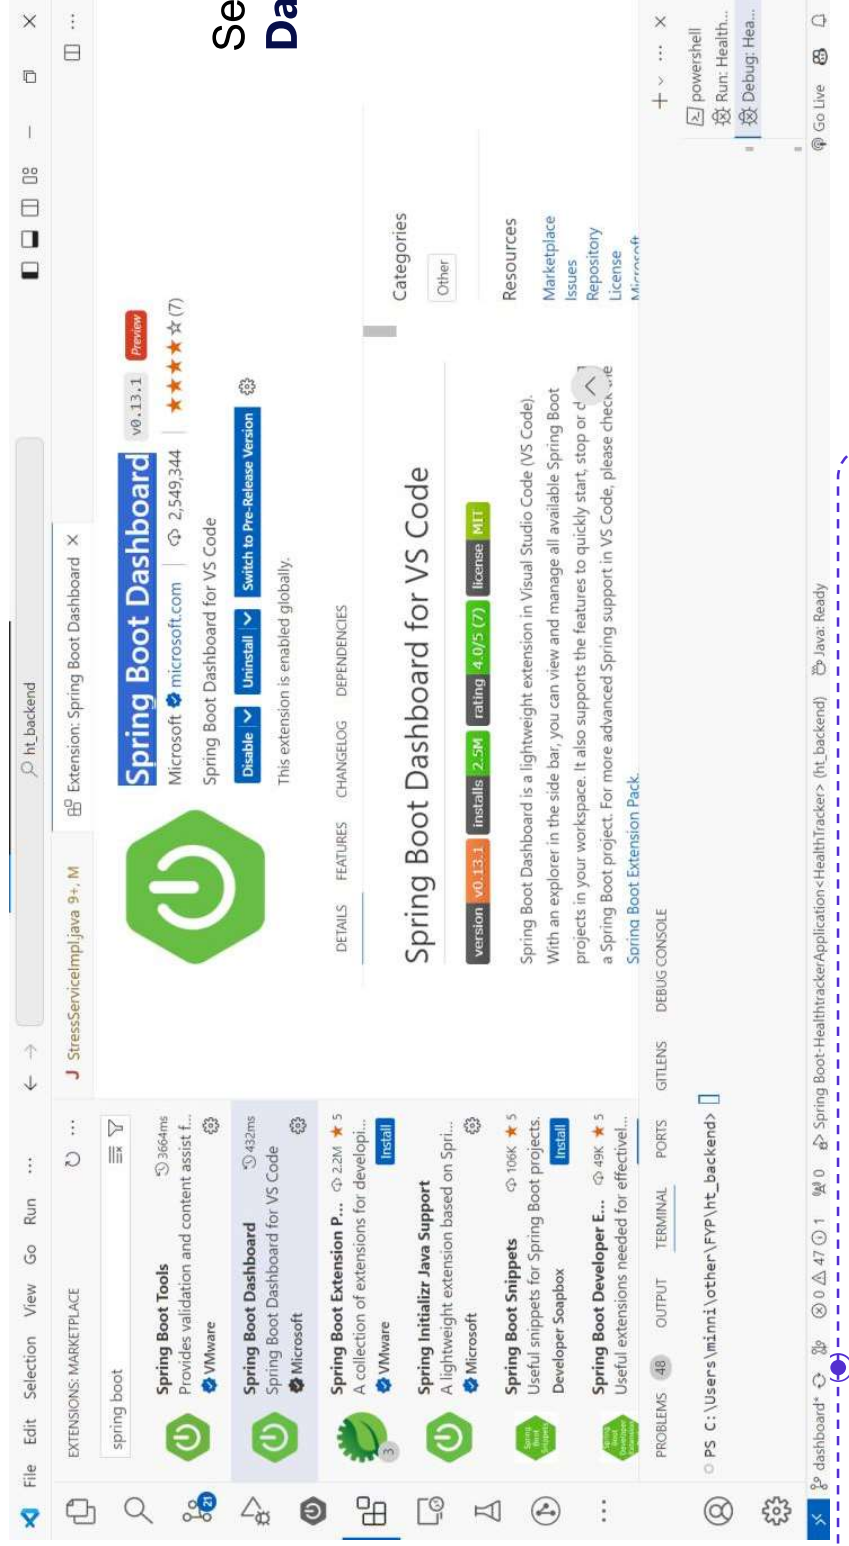 File Edit Selection View Go Run ...
ht_backend
EXTENSIONS: MARKETPLACE
spring boot
Spring Boot Tools 3664ms
Provides validation and content assist f...
VMware
Spring Boot Dashboard 432ms
Spring Boot Dashboard for VS Code
Microsoft
Spring Boot Extension P... 2.2M ★ 5
A collection of extensions for developi...
VMware Install
3
Spring Initializr Java Support
A lightweight extension based on Spri...
Microsoft
Spring Boot Snippets 106K ★ 5
Useful snippets for Spring Boot projects.
Developer Soapbox Install
Spring Boot Developer E... 49K ★ 5
Useful extensions needed for effectivel...
21
J StressServiceImpl.java 9+, M
Extension: Spring Boot Dashboard
Spring Boot Dashboard v0.13.1 Preview
Microsoft microsoft.com | 2,549,344 | ★★★★☆(7)
Spring Boot Dashboard for VS Code
Disable Uninstall Switch to Pre-Release Version
This extension is enabled globally.
DETAILS FEATURES CHANGELOG DEPENDENCIES
Spring Boot Dashboard for VS Code
version v0.13.1 installs 2.5M rating 4.0/5 (7) license MIT
Spring Boot Dashboard is a lightweight extension in Visual Studio Code (VS Code).
With an explorer in the side bar, you can view and manage all available Spring Boot
projects in your workspace. It also supports the features to quickly start, stop or
a Spring Boot project. For more advanced Spring support in VS Code, please check
Spring Boot Extension Pack.
Categories
Other
Resources
Marketplace
Issues
Repository
License
Microsoft
PROBLEMS 48 OUTPUT TERMINAL PORTS GITLENS DEBUG CONSOLE
PS C:\Users\minni\other\FYP\ht_backend>
powershell
Run: Health...
Debug: Hea...
dashboard* 0 47 1 0 Spring Boot-HealthtrackerApplication<HealthTracker> (ht_backend) Java: Ready Go Live
Se
Da